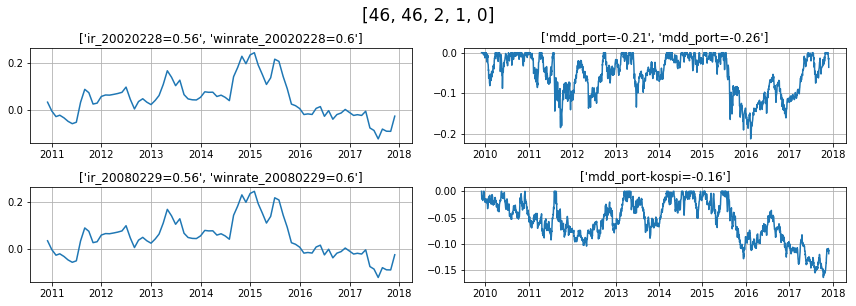 [46, 46, 2, 1, 0]
['ir_20020228=0.56', 'winrate_20020228=0.6']
0.2
0.0
2011 2012 2013 2014 2015 2016 2017 2018
['mdd_port=-0.21', 'mdd_port=-0.26']
0.0
−0.1
−0.2
2010 2011 2012 2013 2014 2015 2016 2017 2018
['ir_20080229=0.56', 'winrate_20080229=0.6']
0.2
0.0
2011 2012 2013 2014 2015 2016 2017 2018
['mdd_port-kospi=-0.16']
0.00
−0.05
−0.10
−0.15
2010 2011 2012 2013 2014 2015 2016 2017 2018